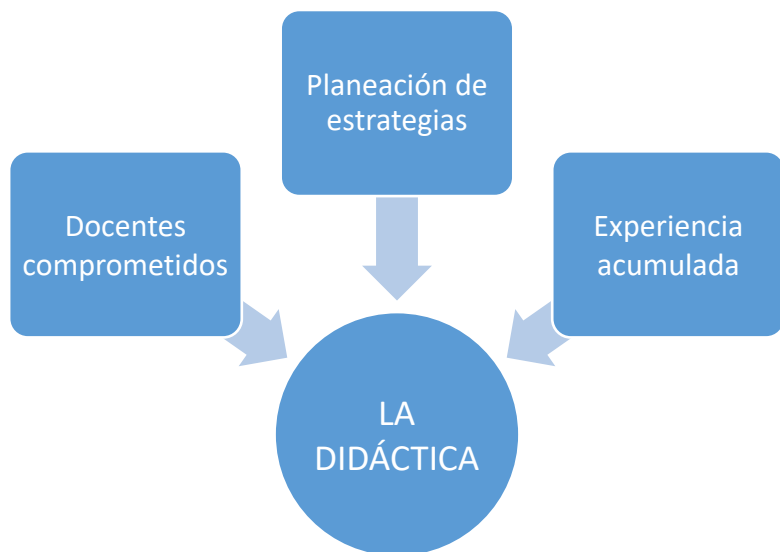 Planeación de
estrategias
Docentes
comprometidos
Experiencia
acumulada
LA
DIDÁCTICA